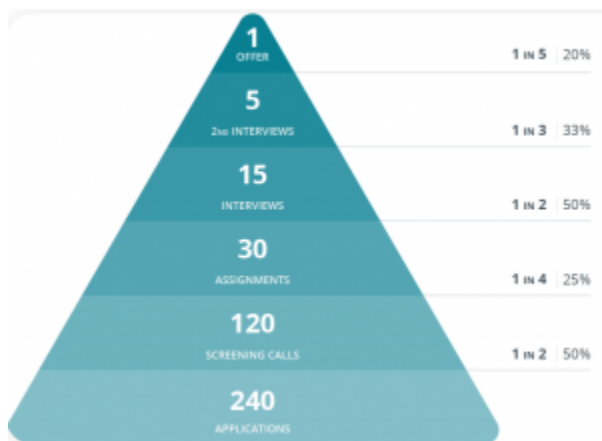 1
OFFER
1 IN 5 20%
5
2ND INTERVIEWS
1 IN 3 33%
15
INTERVIEWS
1 IN 2 50%
30
ASSIGNMENTS
1 IN 4 25%
120
SCREENING CALLS
1 IN 2 50%
240
APPLICATIONS